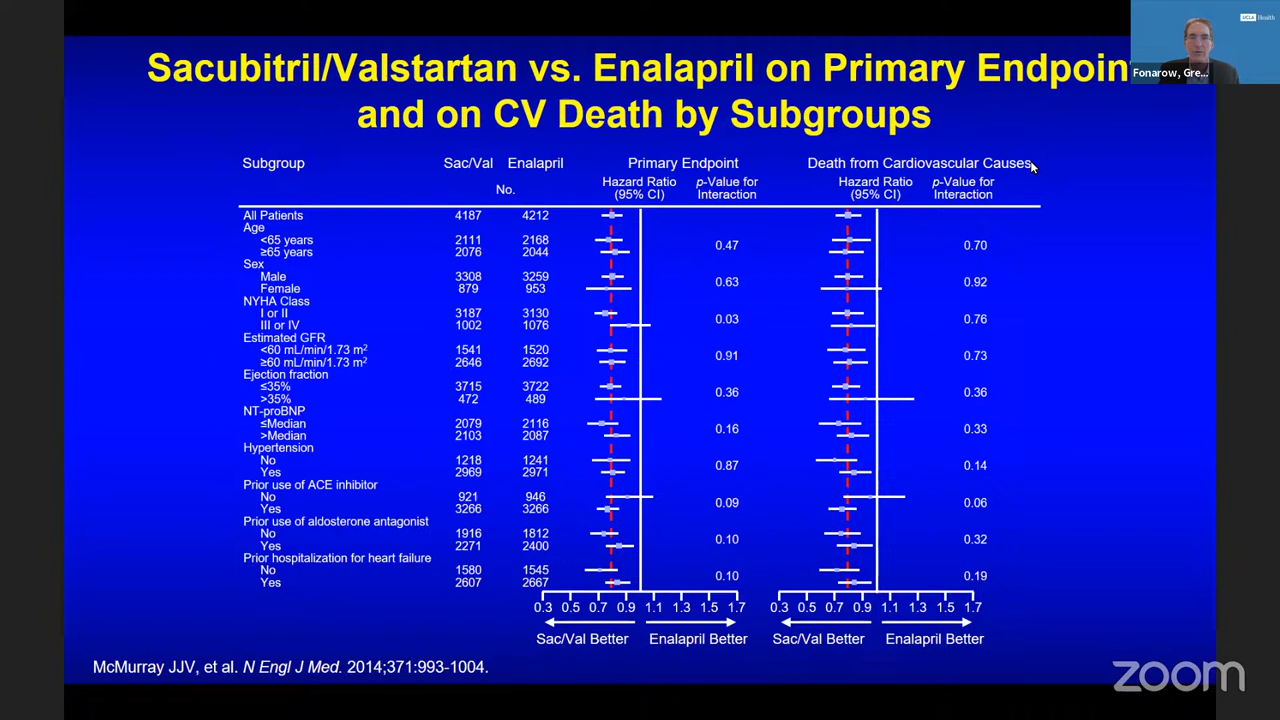 UCLA Health
Fonarow, Gre...
Sacubitril/Valstartan vs. Enalapril on Primary Endpoin
and on CV Death by Subgroups
Subgroup Sac/Val Enalapril Primary Endpoint Death from Cardiovascular Causes
No. Hazard Ratio (95% CI) p-Value for Interaction Hazard Ratio (95% CI) p-Value for Interaction
All Patients 4187 4212
Age
<65 years 2111 2168 0.47 0.70
≥65 years 2076 2044
Sex
Male 3308 3259 0.63 0.92
Female 879 953
NYHA Class
I or II 3187 3130 0.03 0.76
III or IV 1002 1076
Estimated GFR
<60 mL/min/1.73 m² 1541 1520 0.91 0.73
≥60 mL/min/1.73 m² 2646 2692
Ejection fraction
≤35% 3715 3722 0.36 0.36
>35% 472 489
NT-proBNP
≤Median 2079 2116 0.16 0.33
>Median 2103 2087
Hypertension
No 1218 1241 0.87 0.14
Yes 2969 2971
Prior use of ACE inhibitor
No 921 946 0.09 0.06
Yes 3266 3266
Prior use of aldosterone antagonist
No 1916 1812 0.10 0.32
Yes 2271 2400
Prior hospitalization for heart failure
No 1580 1545 0.10 0.19
Yes 2607 2667
0.3 0.5 0.7 0.9 1.1 1.3 1.5 1.7 0.3 0.5 0.7 0.9 1.1 1.3 1.5 1.7
Sac/Val Better Enalapril Better Sac/Val Better Enalapril Better
McMurray JJV, et al. N Engl J Med. 2014;371:993-1004.
zoom